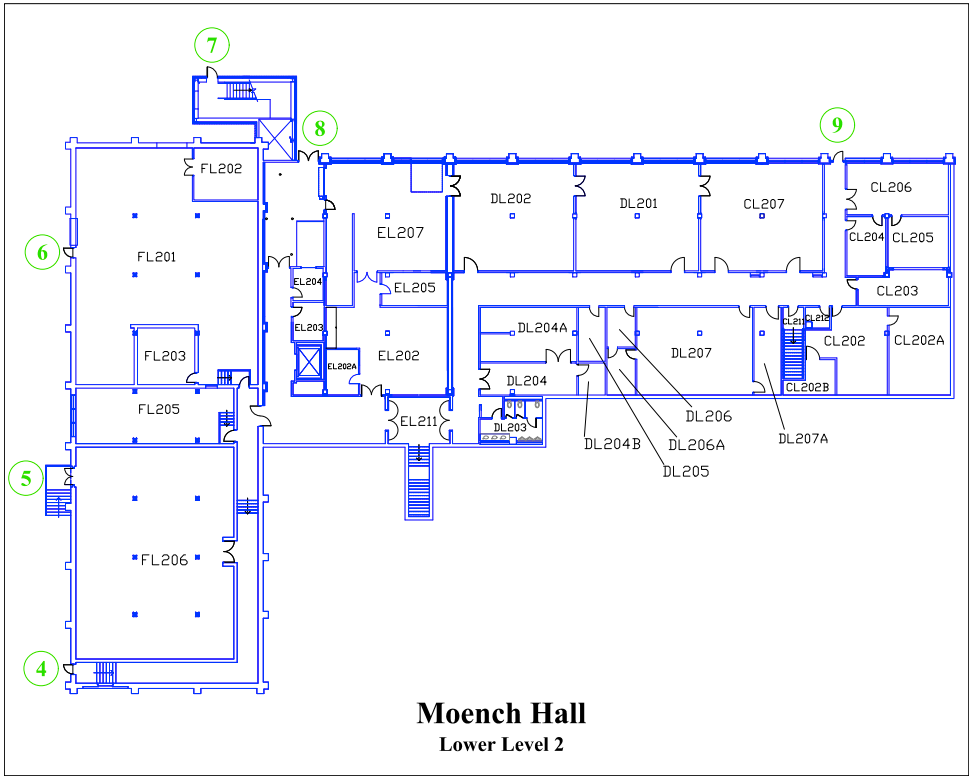 7
8
9
FL202
CL206
DL202
DL201
CL207
EL207
CL204
CL205
6
FL201
EL204
EL205
CL203
EL203
DL204A
CL211
CL212
FL203
EL202
DL207
CL202
CL202A
EL202A
DL204
CL202B
FL205
EL211
DL203
DL206
DL204B
DL206A
DL207A
DL205
5
FL206
4
Moench Hall
Lower Level 2